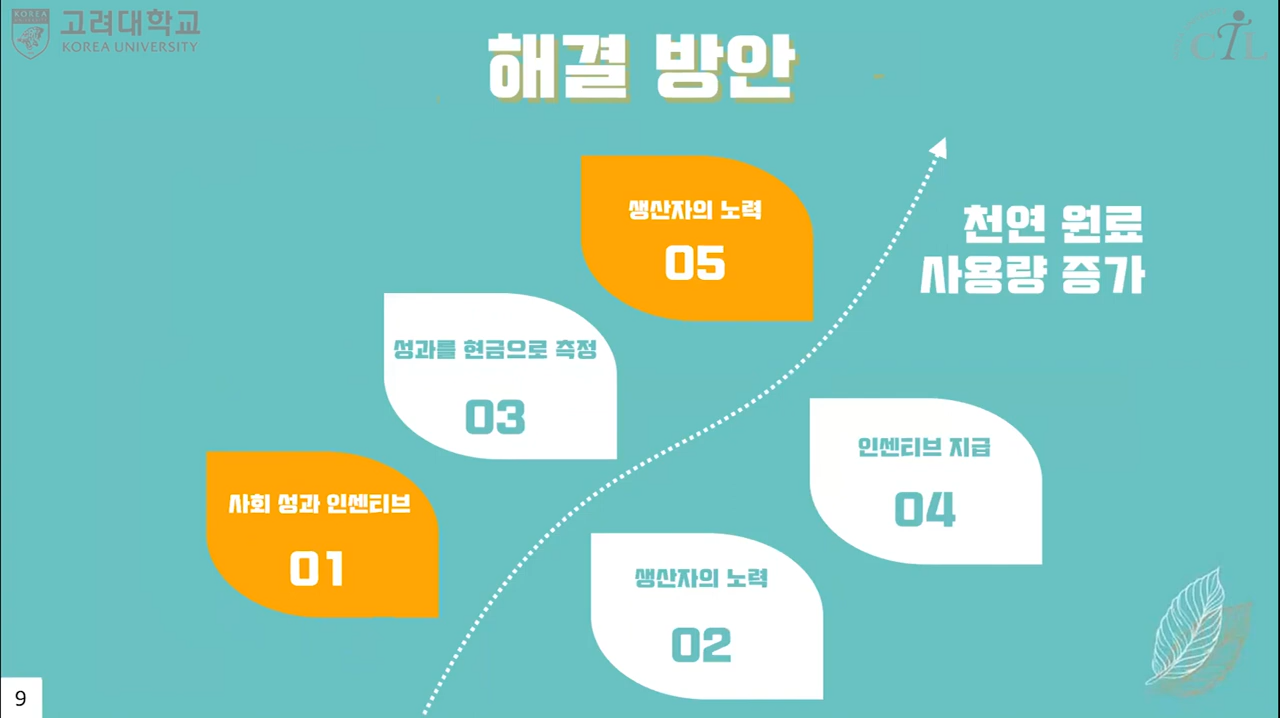 KOREA
고려대학교
KOREA UNIVERSITY
CTL
해결 방안
천연 원료
사용량 증가
사회 성과 인센티브
01
생산자의 노력
02
성과를 현금으로 측정
03
인센티브 지급
04
생산자의 노력
05
9